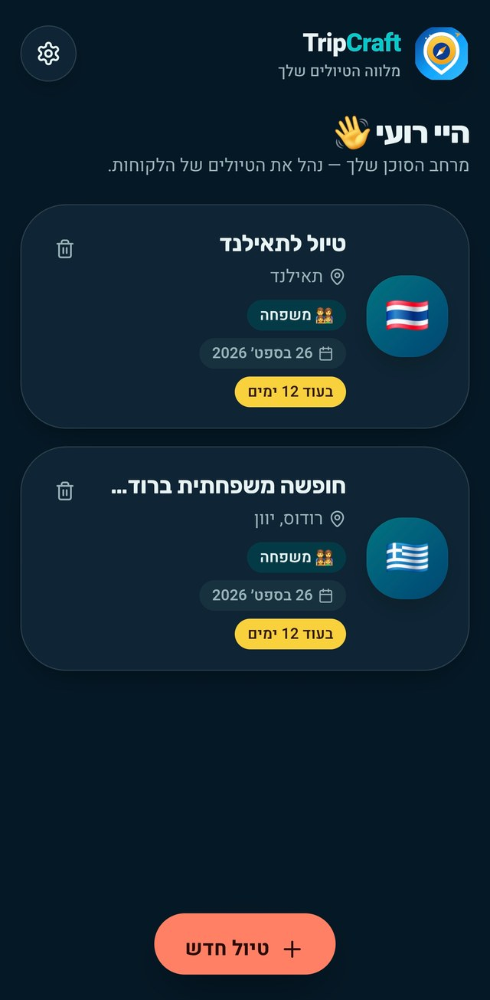 TripCraft
מלווה הטיולים שלך
היי רועי 👋
מרחב הסוכן שלך — נהל את הטיולים של הלקוחות.
טיול לתאילנד
תאילנד
משפחה
26 בספט׳ 2026
בעוד 12 ימים
חופשה משפחתית ברוד...
רודוס, יוון
משפחה
26 בספט׳ 2026
בעוד 12 ימים
+ טיול חדש